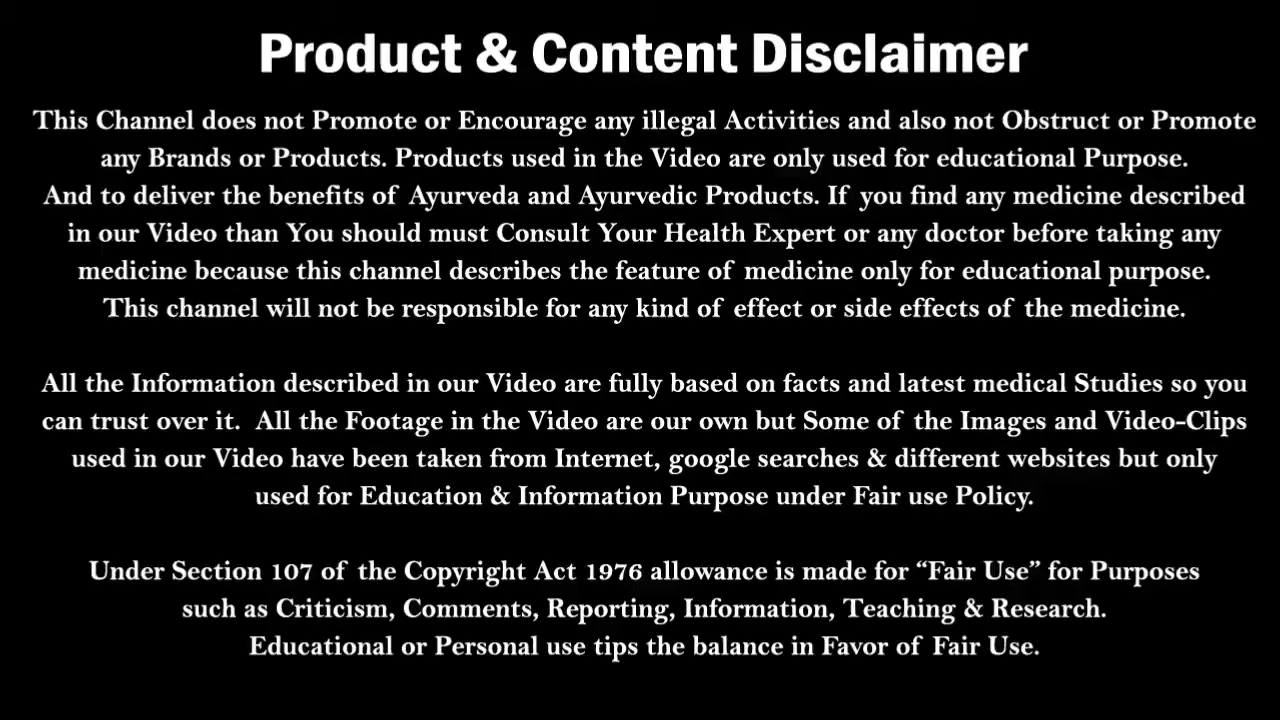 Product & Content Disclaimer
This Channel does not Promote or Encourage any illegal Activities and also not Obstruct or Promote
any Brands or Products. Products used in the Video are only used for educational Purpose.
And to deliver the benefits of Ayurveda and Ayurvedic Products. If you find any medicine described
in our Video than You should must Consult Your Health Expert or any doctor before taking any
medicine because this channel describes the feature of medicine only for educational purpose.
This channel will not be responsible for any kind of effect or side effects of the medicine.
All the Information described in our Video are fully based on facts and latest medical Studies so you
can trust over it. All the Footage in the Video are our own but Some of the Images and Video-Clips
used in our Video have been taken from Internet, google searches & different websites but only
used for Education & Information Purpose under Fair use Policy.
Under Section 107 of the Copyright Act 1976 allowance is made for “Fair Use” for Purposes
such as Criticism, Comments, Reporting, Information, Teaching & Research.
Educational or Personal use tips the balance in Favor of Fair Use.